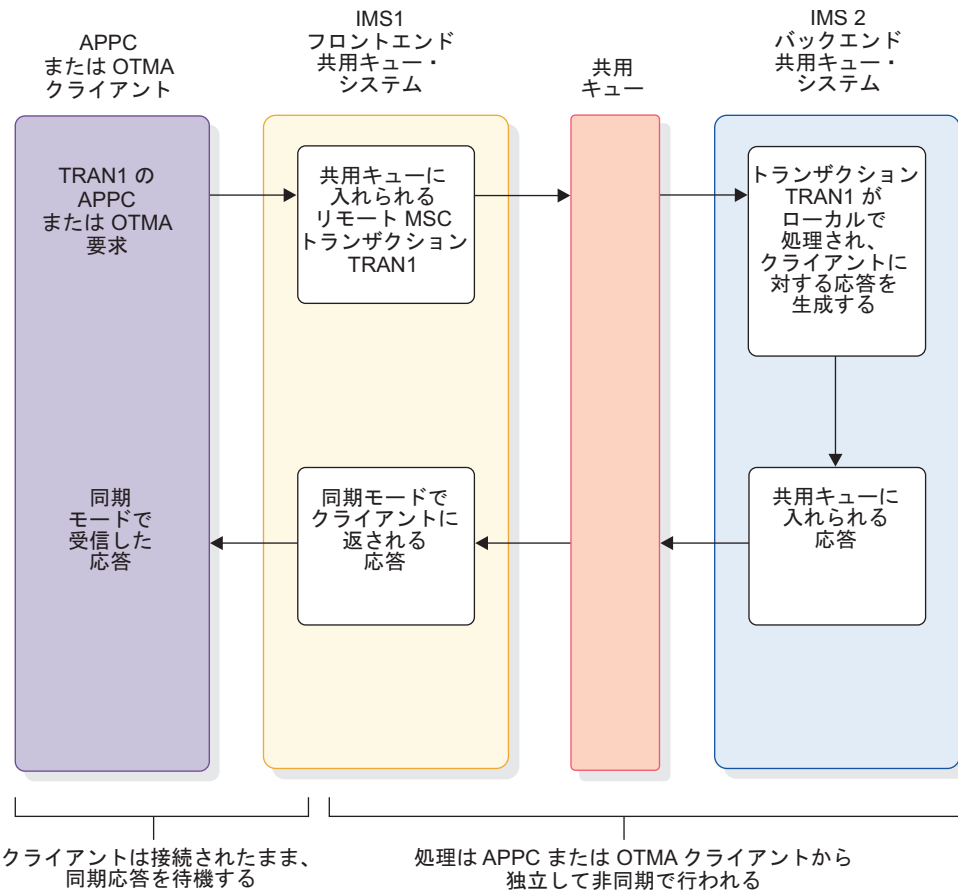 APPC
または OTMA
クライアント
IMS1
フロントエンド
共用キュー・
システム
共用
キュー
IMS 2
バックエンド
共用キュー・
システム
TRAN1 の
APPC
または OTMA
要求
共用キューに
入れられる
リモート MSC
トランザクション
TRAN1
トランザクション
TRAN1 が
ローカルで
処理され、
クライアントに
対する応答を
生成する
同期
モードで
受信した
応答
同期モードで
クライアントに
返される
応答
共用キューに
入れられる
応答
クライアントは接続されたまま、
同期応答を待機する
処理は APPC または OTMA クライアントから
独立して非同期で行われる